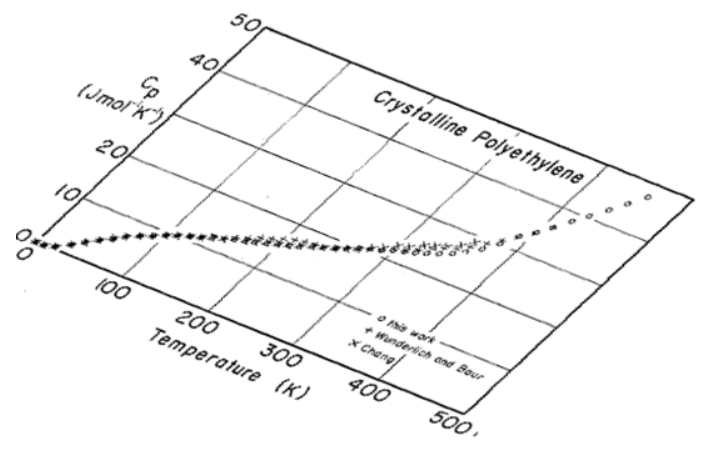 50
40
Cp
(Jmol⁻¹K⁻¹)
20
10
0
0
100
200
300
400
500
Temperature (K)
Crystalline Polyethylene
o this work
+ Wunderlich and Baur
× Chang